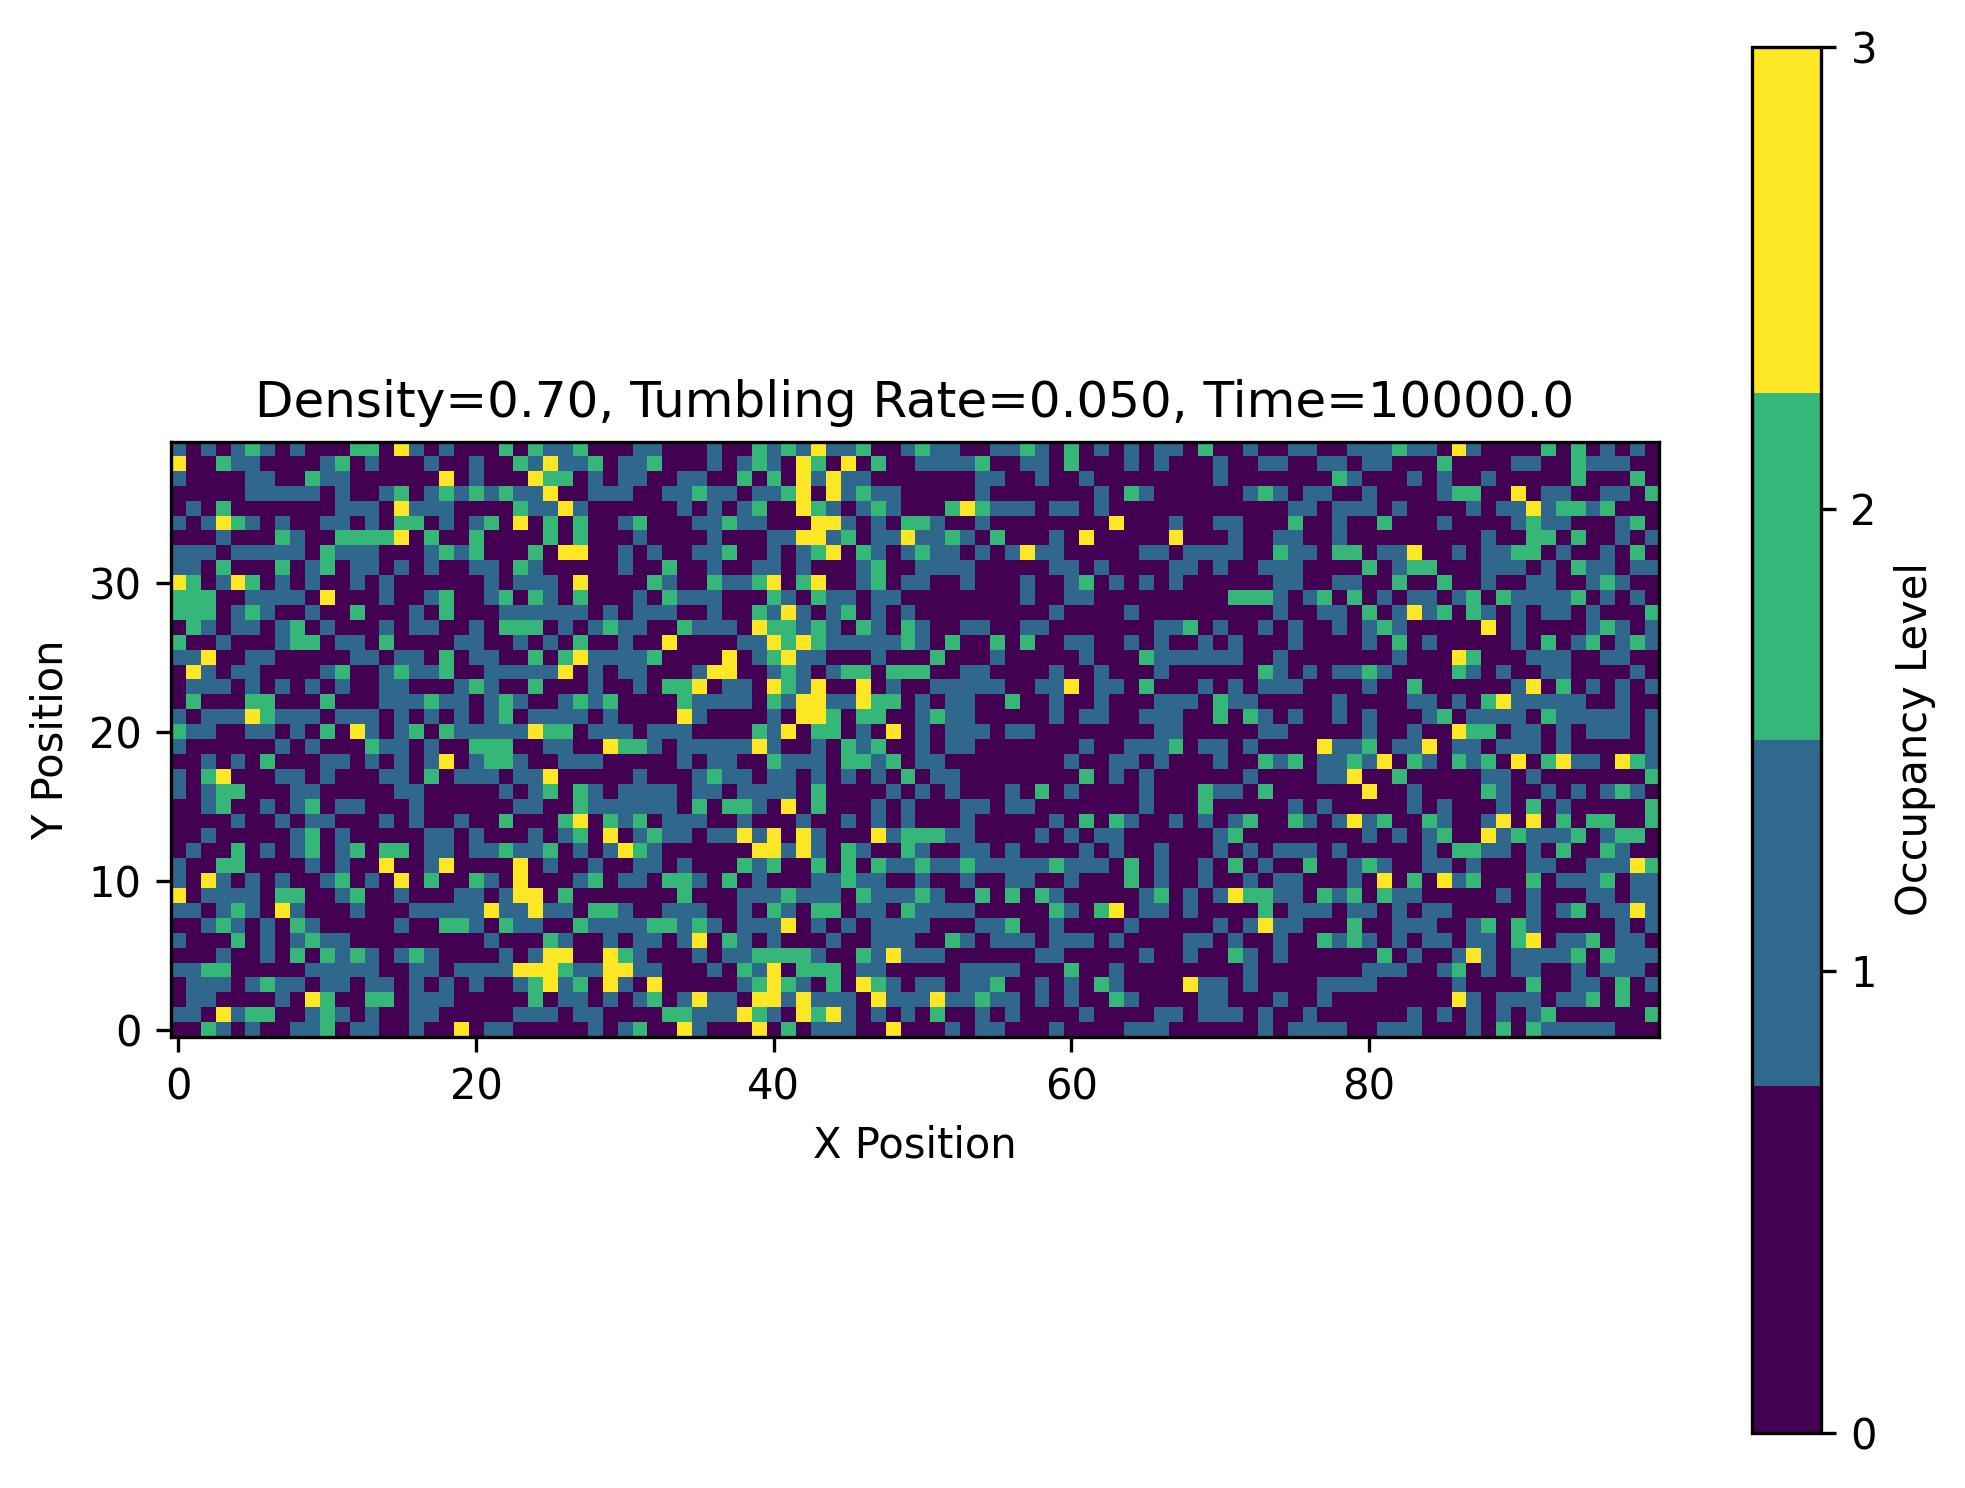 Density=0.70, Tumbling Rate=0.050, Time=10000.0
30
20
10
0
Y Position
0 20 40 60 80
X Position
3
2
1
0
Occupancy Level